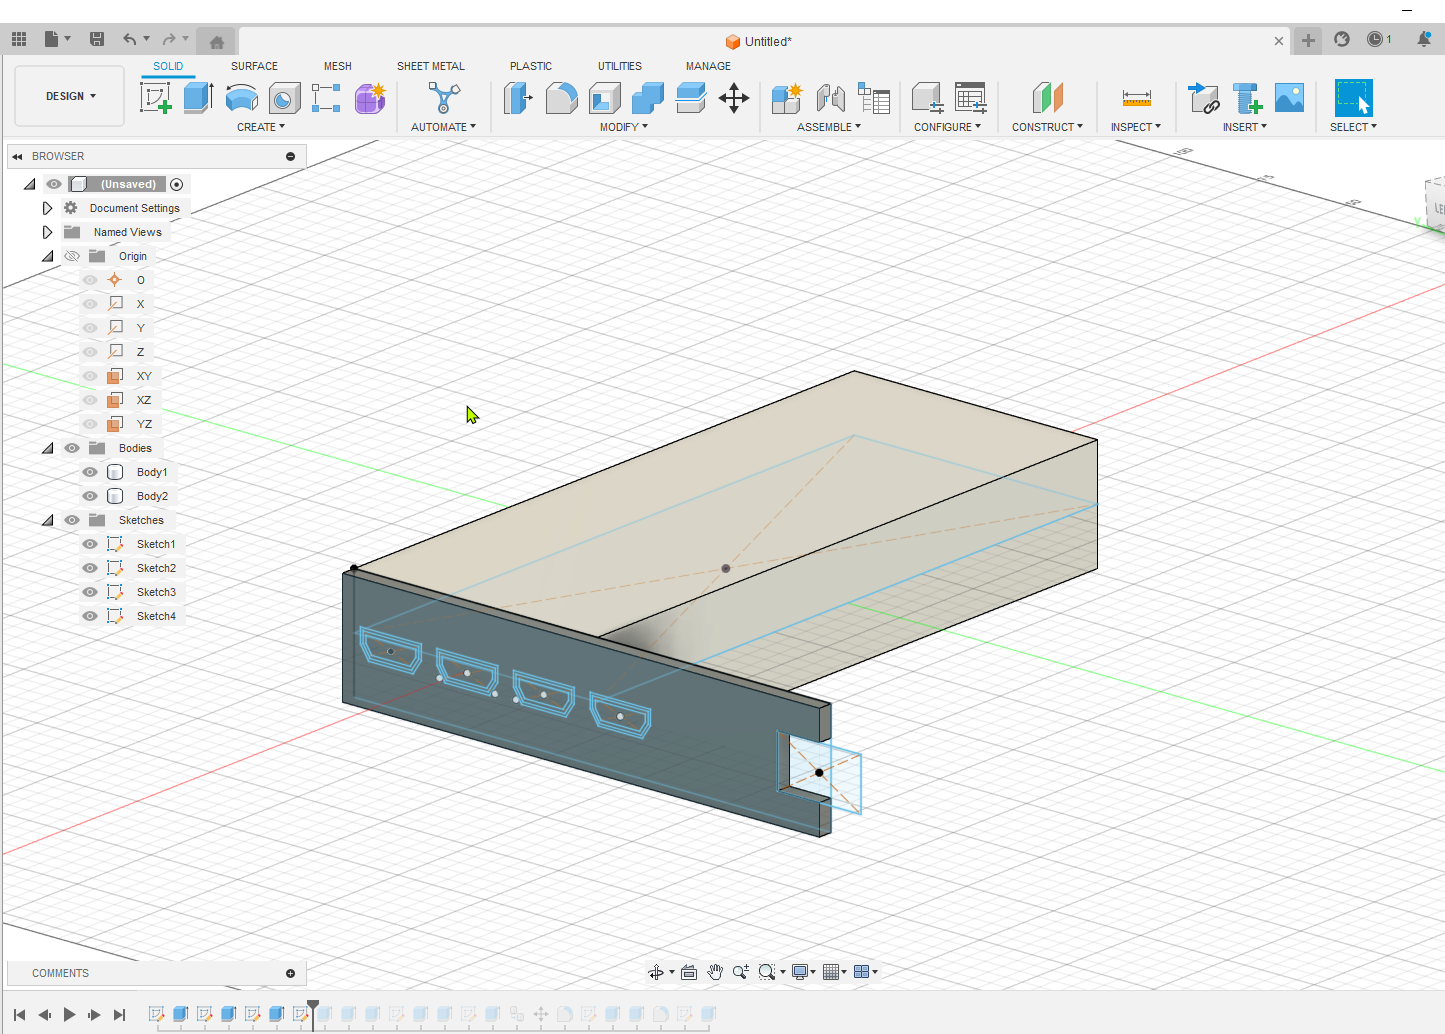 Untitled*
1
DESIGN
SOLID SURFACE MESH SHEET METAL PLASTIC UTILITIES MANAGE
CREATE AUTOMATE MODIFY ASSEMBLE CONFIGURE CONSTRUCT INSPECT INSERT SELECT
BROWSER
(Unsaved)
Document Settings
Named Views
Origin
O
X
Y
Z
XY
XZ
YZ
Bodies
Body1
Body2
Sketches
Sketch1
Sketch2
Sketch3
Sketch4
COMMENTS